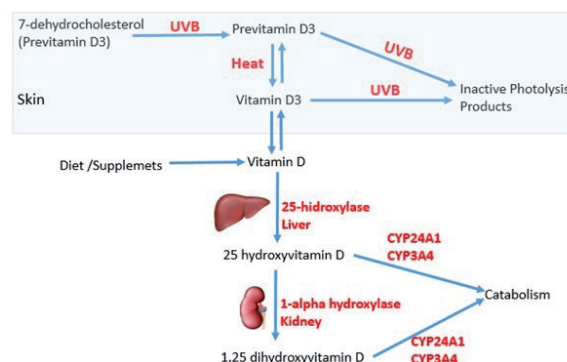 7-dehydrocholesterol
(Previtamin D3)
UVB
Previtamin D3
UVB
Heat
UVB
Inactive Photolysis
Products
Skin
Vitamin D3
Diet /Supplemets
Vitamin D
25-hidroxylase
Liver
CYP24A1
CYP3A4
25 hydroxyvitamin D
Catabolism
1-alpha hydroxylase
Kidney
CYP24A1
CYP3A4
1,25 dihydroxyvitamin D